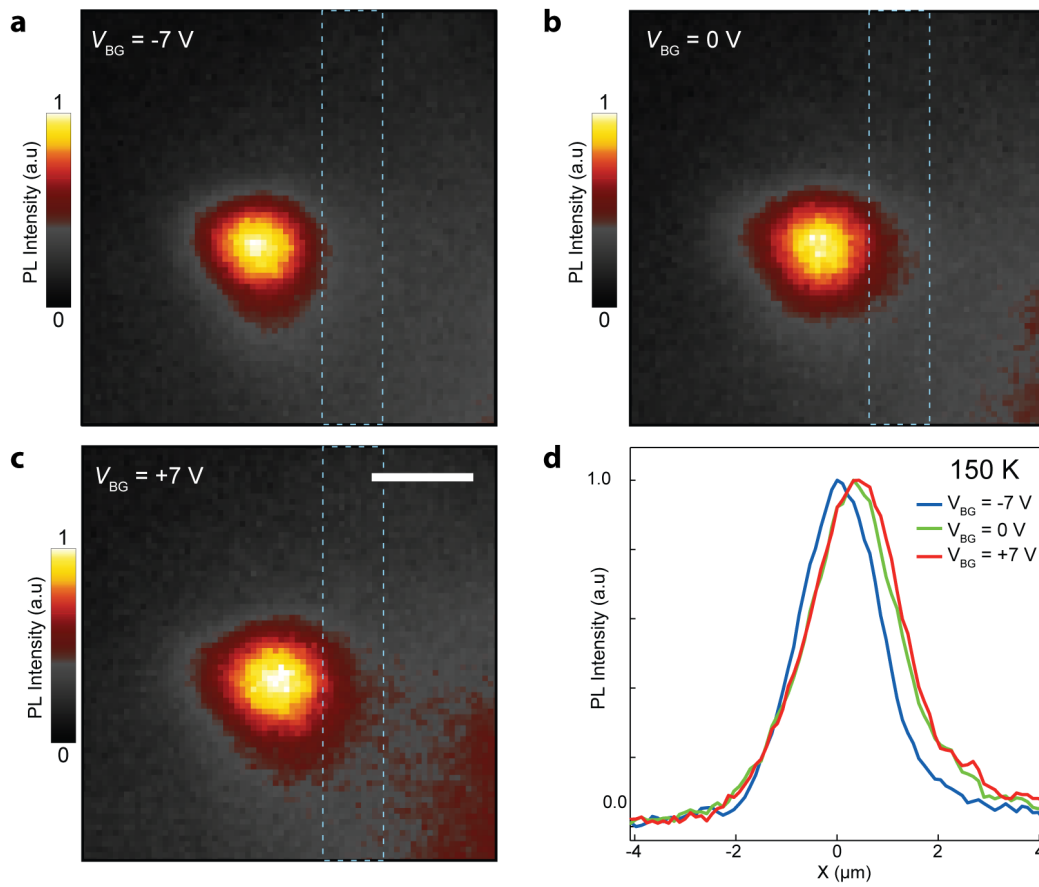 a
V_BG = -7 V
1
PL Intensity (a.u)
0
b
V_BG = 0 V
1
PL Intensity (a.u)
0
c
V_BG = +7 V
1
PL Intensity (a.u)
0
d
150 K
V_BG = -7 V
V_BG = 0 V
V_BG = +7 V
1.0
PL Intensity (a.u)
0.0
-4
-2
0
2
4
X (µm)